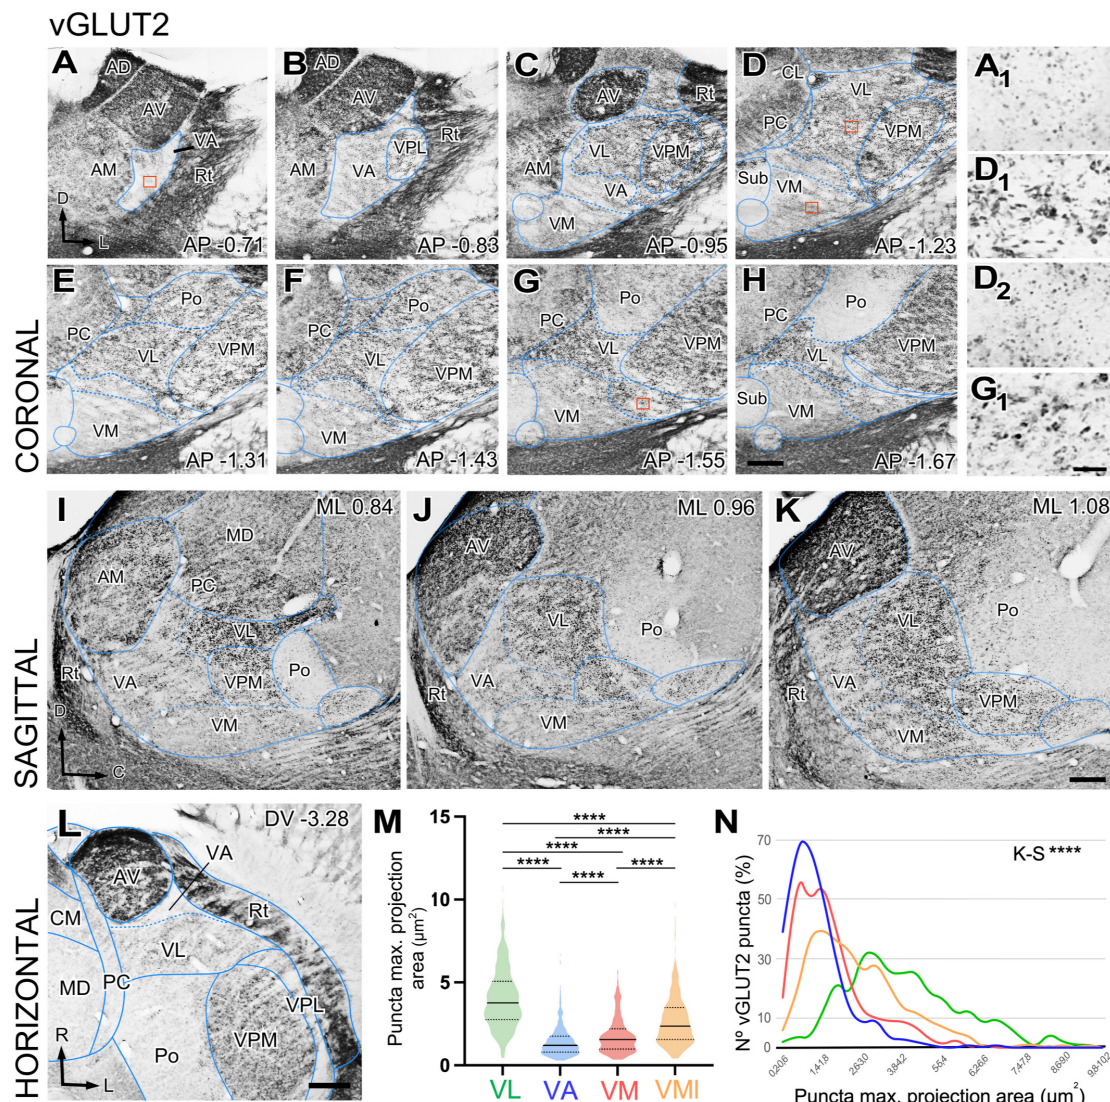 vGLUT2
A AD AV AM VA Rt D L AP -0.71
B AD AV AM VA VPL Rt AP -0.83
C AV Rt AM VL VPM VA VM AP -0.95
D CL VL PC VPM Sub VM AP -1.23
A1
D1
D2
G1
CORONAL
E Po PC VL VPM VM AP -1.31
F Po PC VL VPM VM AP -1.43
G Po PC VL VPM VM AP -1.55
H Po PC VL VPM Sub VM AP -1.67
SAGITTAL
I ML 0.84 MD AM PC VL Po VPM VA VM Rt D C
J ML 0.96 AV VL Po VA VM Rt
K ML 1.08 AV VL Po VA VPM VM Rt
HORIZONTAL
L DV -3.28 VA AV Rt CM VL MD PC VPL VPM Po R L
M
Puncta max. projection
area (µm²)
15
10
5
0
****
****
****
**** ****
****
VL VA VM VMl
N
K-S ****
Nº vGLUT2 puncta (%)
70
50
30
10
0
Puncta max. projection area (µm²)